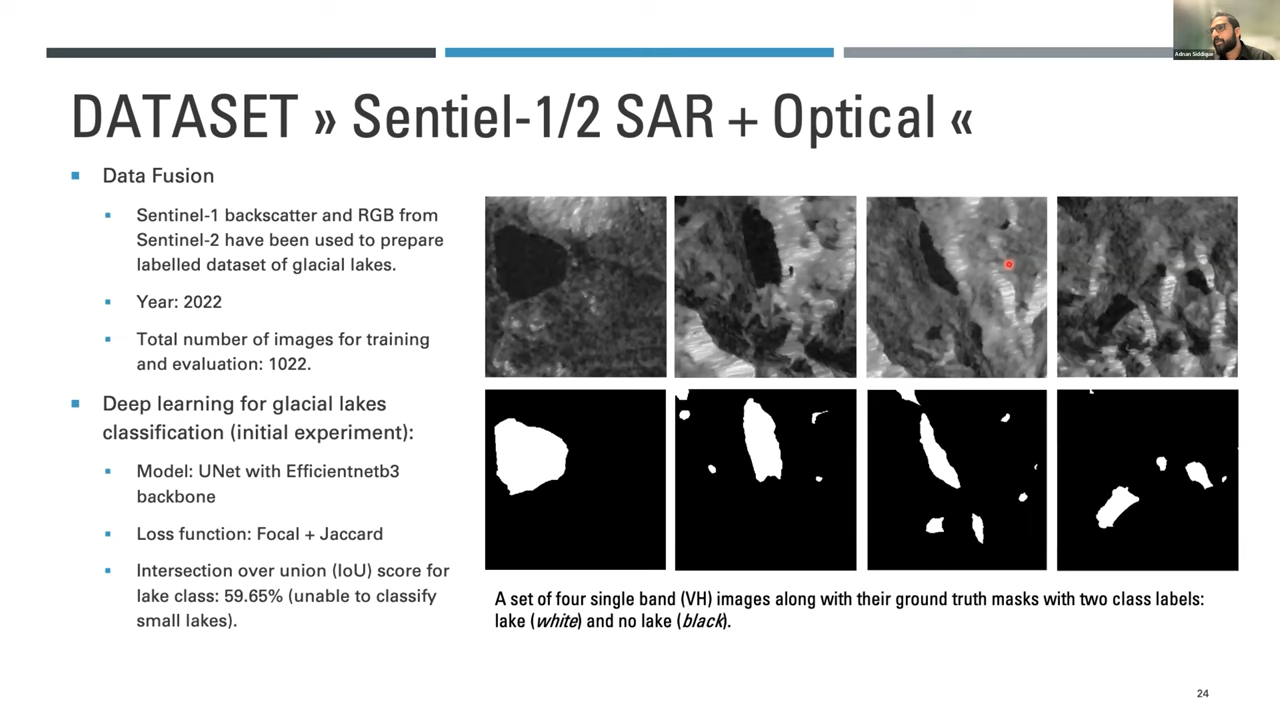 Adnan Siddique
DATASET » Sentiel-1/2 SAR + Optical «
Data Fusion
Sentinel-1 backscatter and RGB from
Sentinel-2 have been used to prepare
labelled dataset of glacial lakes.
Year: 2022
Total number of images for training
and evaluation: 1022.
Deep learning for glacial lakes
classification (initial experiment):
Model: UNet with Efficientnetb3
backbone
Loss function: Focal + Jaccard
Intersection over union (IoU) score for
lake class: 59.65% (unable to classify
small lakes).
A set of four single band (VH) images along with their ground truth masks with two class labels:
lake (white) and no lake (black).
24